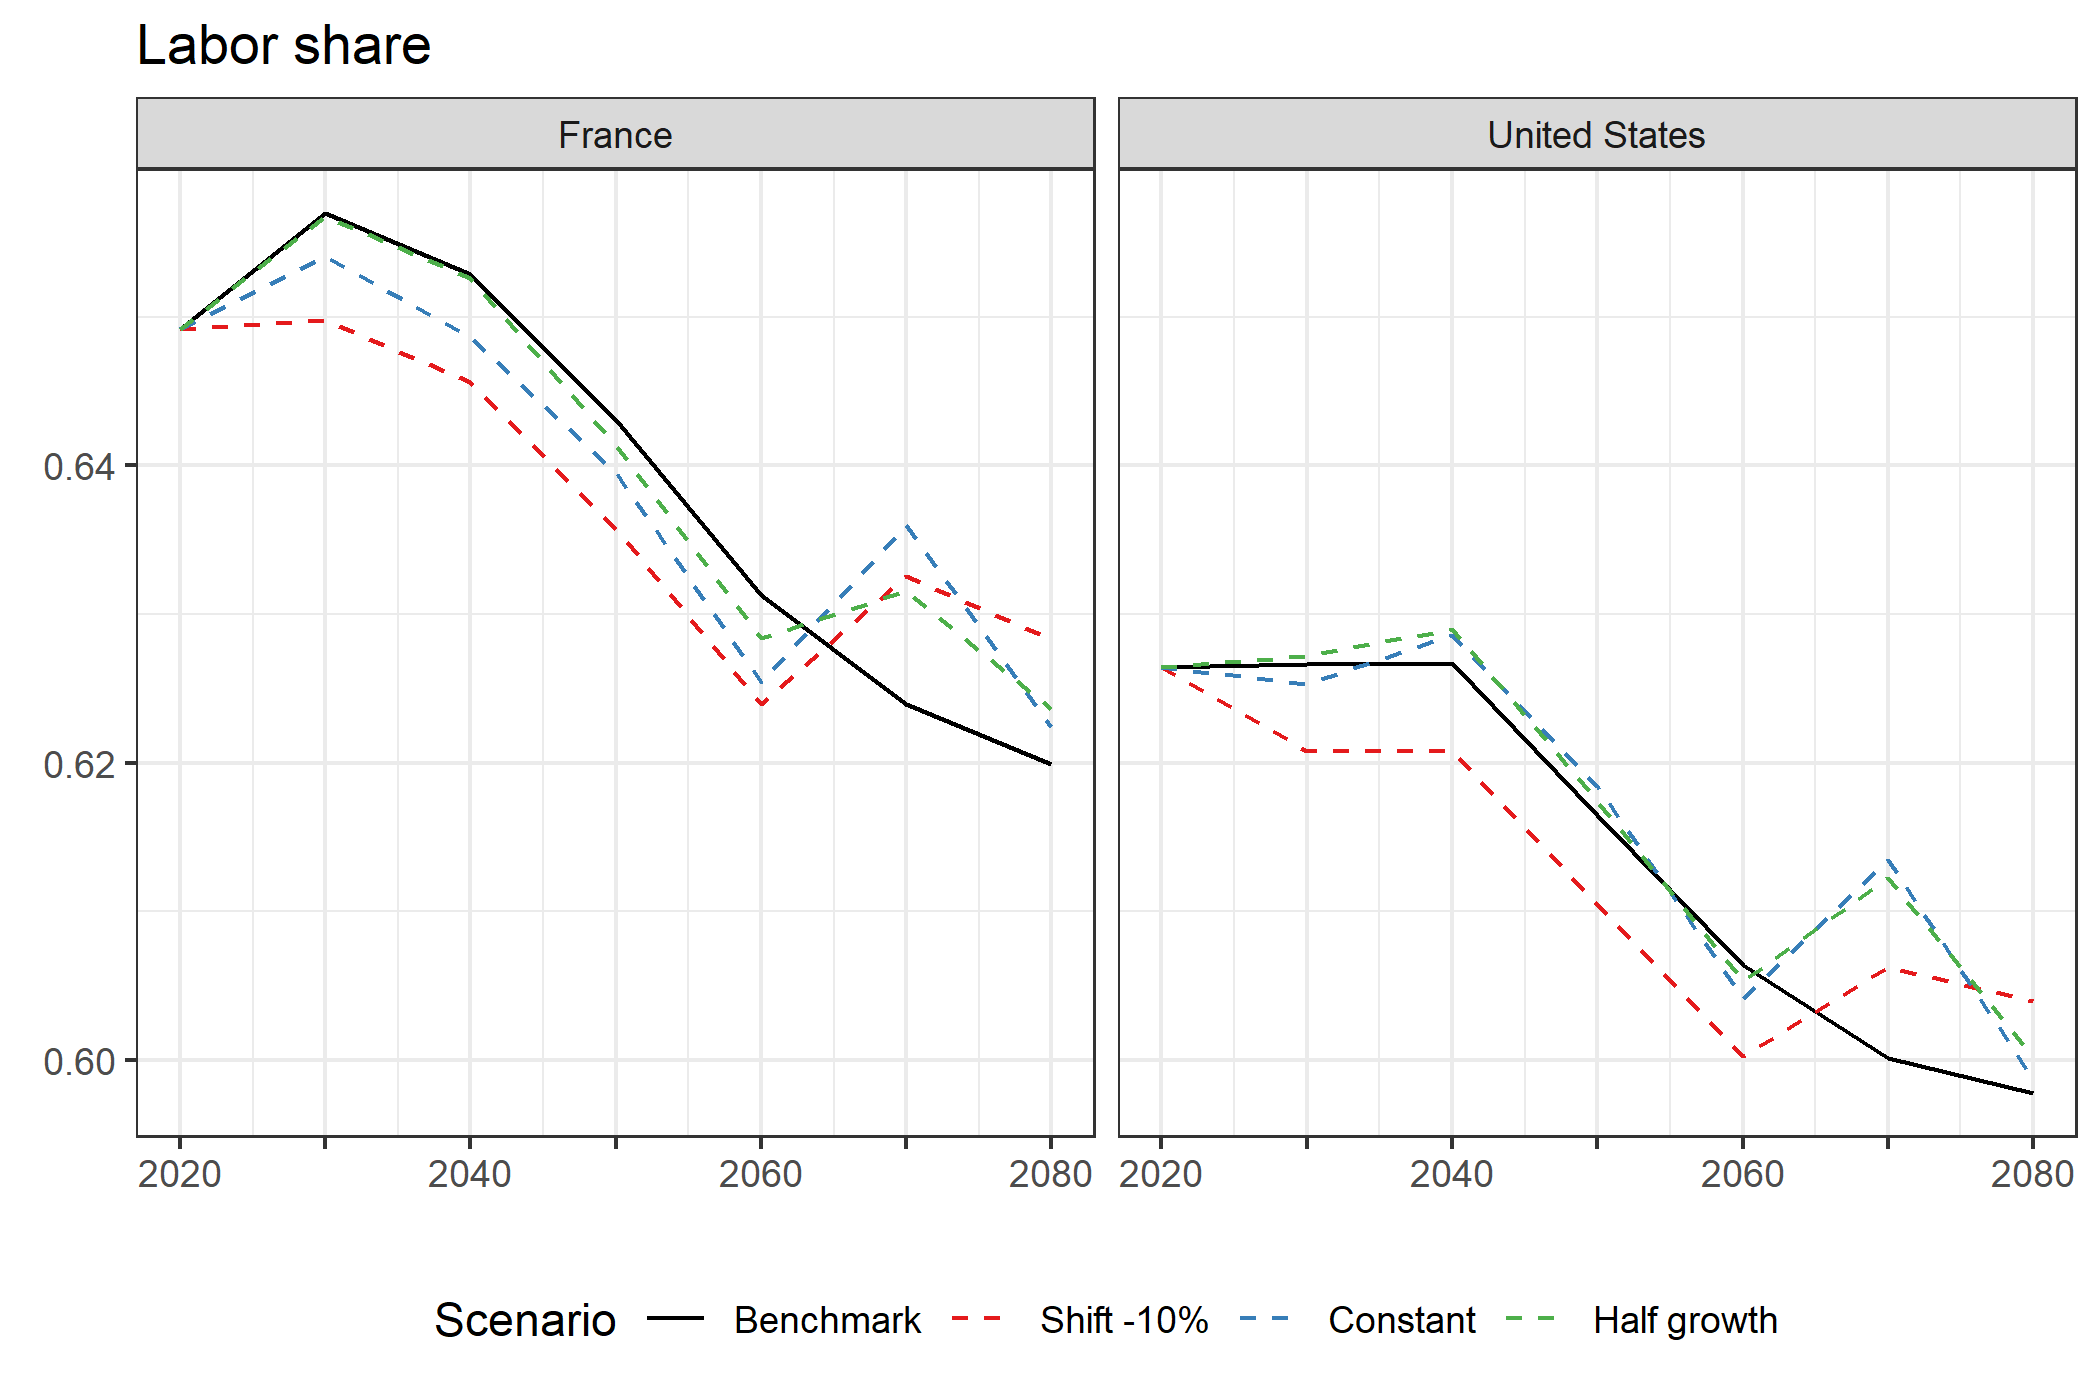 Labor share
France
United States
0.64
0.62
0.60
2020 2040 2060 2080
2020 2040 2060 2080
Scenario Benchmark Shift -10% Constant Half growth